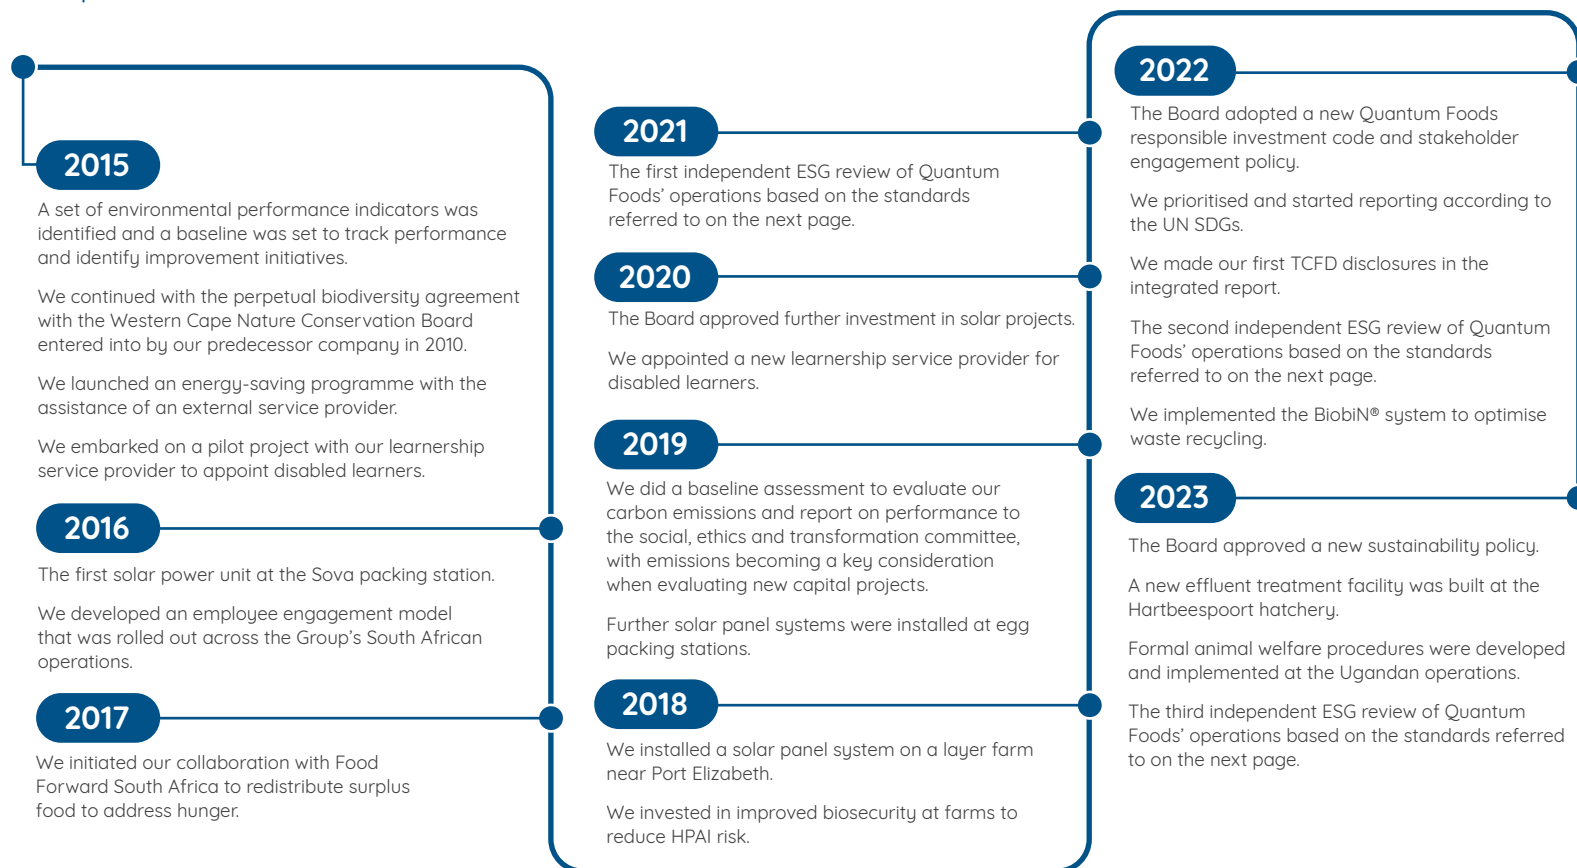 2015
A set of environmental performance indicators was
identified and a baseline was set to track performance
and identify improvement initiatives.
We continued with the perpetual biodiversity agreement
with the Western Cape Nature Conservation Board
entered into by our predecessor company in 2010.
We launched an energy-saving programme with the
assistance of an external service provider.
We embarked on a pilot project with our learnership
service provider to appoint disabled learners.
2016
The first solar power unit at the Sova packing station.
We developed an employee engagement model
that was rolled out across the Group's South African
operations.
2017
We initiated our collaboration with Food
Forward South Africa to redistribute surplus
food to address hunger.
2018
We installed a solar panel system on a layer farm
near Port Elizabeth.
We invested in improved biosecurity at farms to
reduce HPAI risk.
2019
We did a baseline assessment to evaluate our
carbon emissions and report on performance to
the social, ethics and transformation committee,
with emissions becoming a key consideration
when evaluating new capital projects.
Further solar panel systems were installed at egg
packing stations.
2020
The Board approved further investment in solar projects.
We appointed a new learnership service provider for
disabled learners.
2021
The first independent ESG review of Quantum
Foods' operations based on the standards
referred to on the next page.
2022
The Board adopted a new Quantum Foods
responsible investment code and stakeholder
engagement policy.
We prioritised and started reporting according to
the UN SDGs.
We made our first TCFD disclosures in the
integrated report.
The second independent ESG review of Quantum
Foods' operations based on the standards
referred to on the next page.
We implemented the BiobiN® system to optimise
waste recycling.
2023
The Board approved a new sustainability policy.
A new effluent treatment facility was built at the
Hartbeespoort hatchery.
Formal animal welfare procedures were developed
and implemented at the Ugandan operations.
The third independent ESG review of Quantum
Foods' operations based on the standards referred
to on the next page.